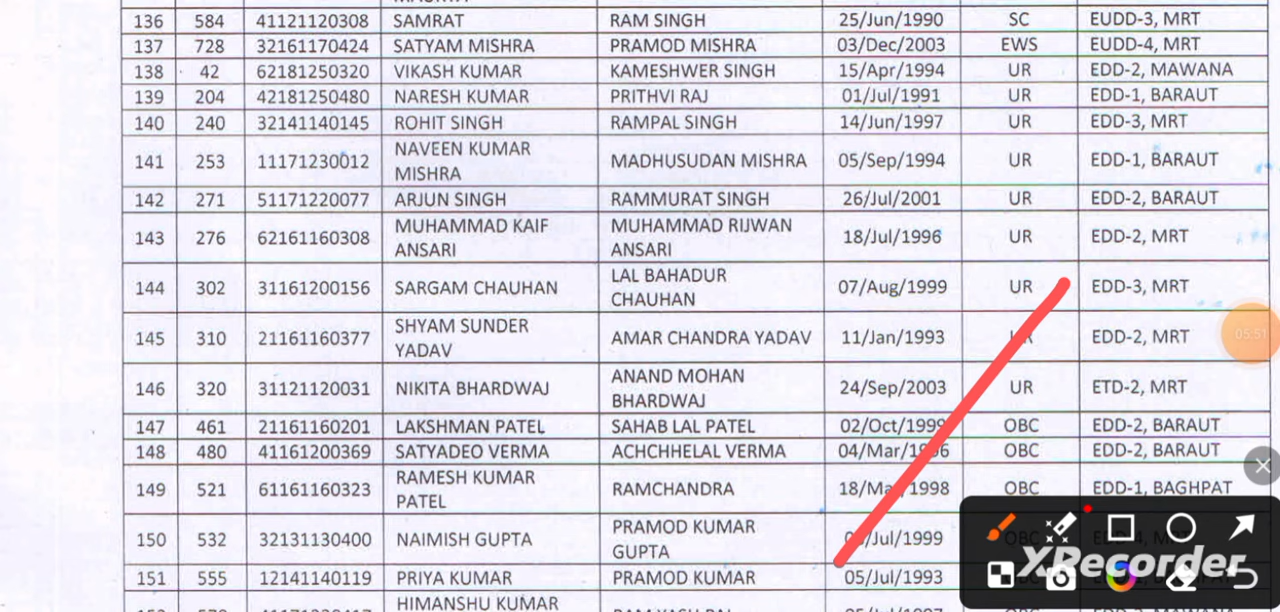 136 584 41121120308 SAMRAT RAM SINGH 25/Jun/1990 SC EUDD-3, MRT
137 728 32161170424 SATYAM MISHRA PRAMOD MISHRA 03/Dec/2003 EWS EUDD-4, MRT
138 42 62181250320 VIKASH KUMAR KAMESHWER SINGH 15/Apr/1994 UR EDD-2, MAWANA
139 204 42181250480 NARESH KUMAR PRITHVI RAJ 01/Jul/1991 UR EDD-1, BARAUT
140 240 32141140145 ROHIT SINGH RAMPAL SINGH 14/Jun/1997 UR EDD-3, MRT
141 253 11171230012 NAVEEN KUMAR MISHRA MADHUSUDAN MISHRA 05/Sep/1994 UR EDD-1, BARAUT
142 271 51171220077 ARJUN SINGH RAMMURAT SINGH 26/Jul/2001 UR EDD-2, BARAUT
143 276 62161160308 MUHAMMAD KAIF ANSARI MUHAMMAD RIJWAN ANSARI 18/Jul/1996 UR EDD-2, MRT
144 302 31161200156 SARGAM CHAUHAN LAL BAHADUR CHAUHAN 07/Aug/1999 UR EDD-3, MRT
145 310 21161160377 SHYAM SUNDER YADAV AMAR CHANDRA YADAV 11/Jan/1993 EDD-2, MRT
146 320 31121120031 NIKITA BHARDWAJ ANAND MOHAN BHARDWAJ 24/Sep/2003 UR ETD-2, MRT
147 461 21161160201 LAKSHMAN PATEL SAHAB LAL PATEL 02/Oct/1999 OBC EDD-2, BARAUT
148 480 41161200369 SATYADEO VERMA ACHCHHELAL VERMA OBC EDD-2, BARAUT
149 521 61161160323 RAMESH KUMAR PATEL RAMCHANDRA OBC EDD-1, BAGHPAT
150 532 32131130400 NAIMISH GUPTA PRAMOD KUMAR GUPTA
151 555 12141140119 PRIYA KUMAR PRAMOD KUMAR 05/Jul/1993
HIMANSHU KUMAR
05:51
XRecorder